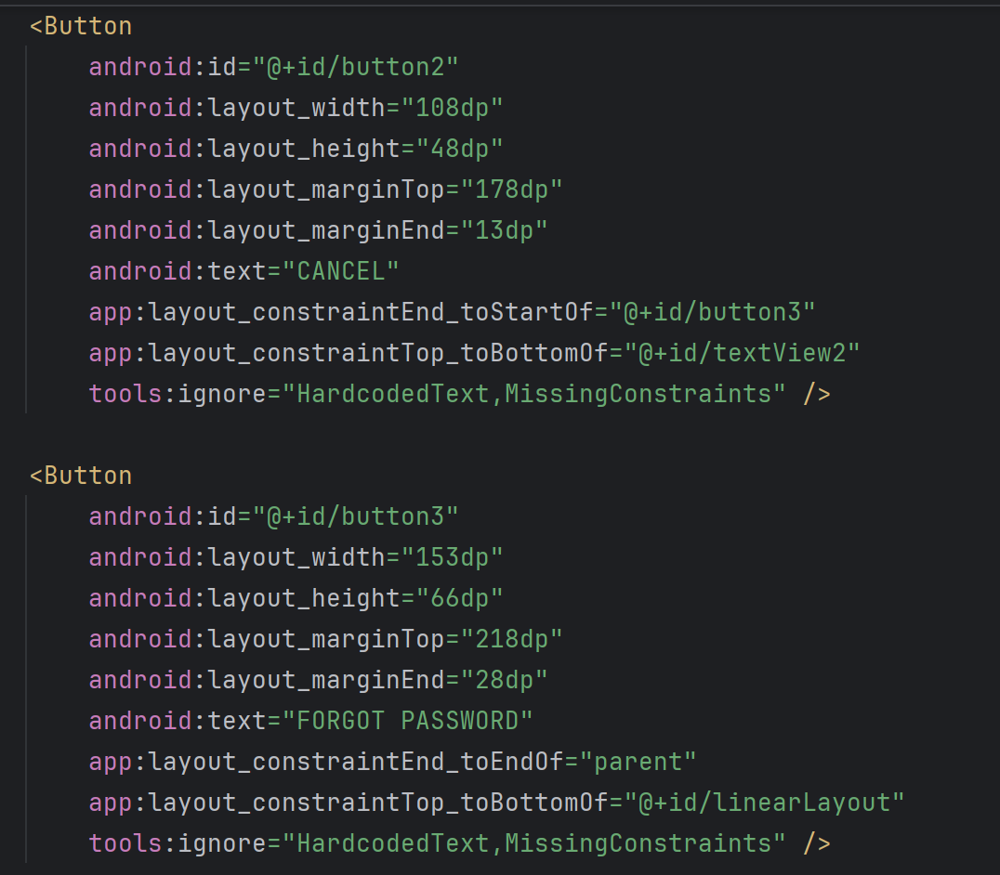 <Button
android:id="@+id/button2"
android:layout_width="108dp"
android:layout_height="48dp"
android:layout_marginTop="178dp"
android:layout_marginEnd="13dp"
android:text="CANCEL"
app:layout_constraintEnd_toStartOf="@+id/button3"
app:layout_constraintTop_toBottomOf="@+id/textView2"
tools:ignore="HardcodedText,MissingConstraints" />
<Button
android:id="@+id/button3"
android:layout_width="153dp"
android:layout_height="66dp"
android:layout_marginTop="218dp"
android:layout_marginEnd="28dp"
android:text="FORGOT PASSWORD"
app:layout_constraintEnd_toEndOf="parent"
app:layout_constraintTop_toBottomOf="@+id/linearLayout"
tools:ignore="HardcodedText,MissingConstraints" />